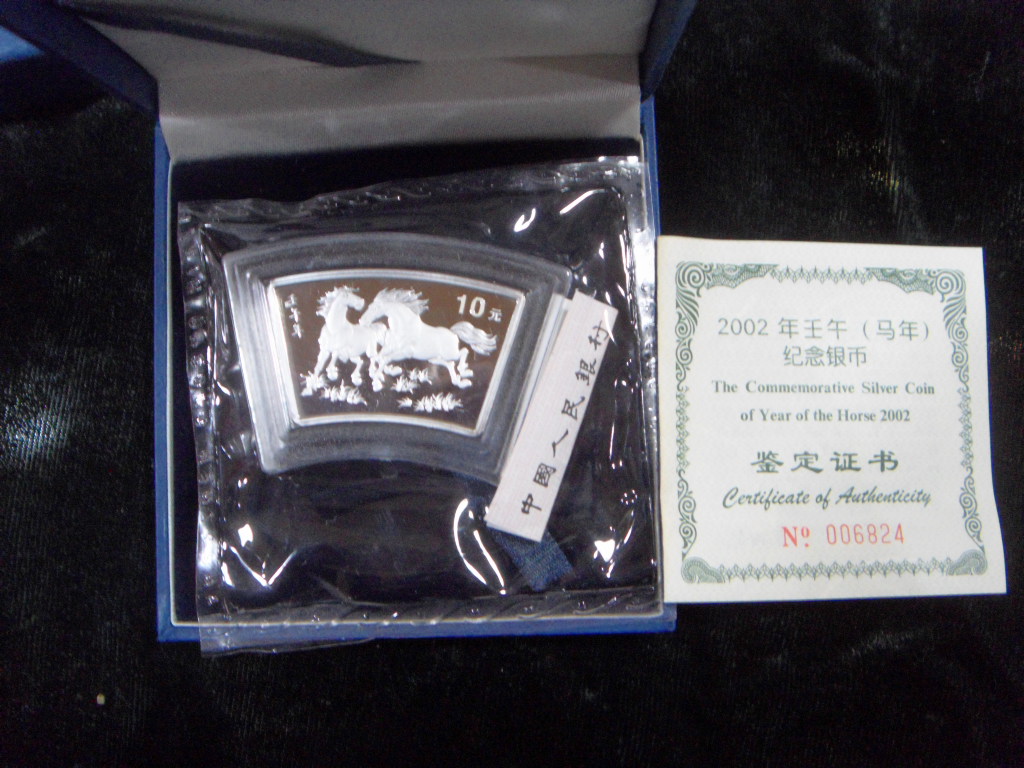 壬午年
10元
中國人民銀行
2002 年壬午（马年）
纪念银币
The Commemorative Silver Coin
of Year of the Horse 2002
鉴定证书
Certificate of Authenticity
Nº 006824